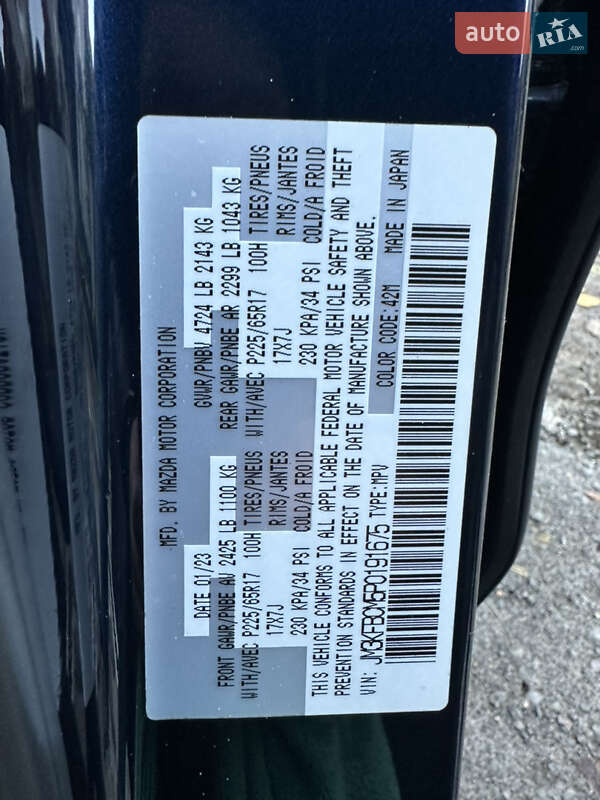 auto RIA.com
MFD. BY MAZDA MOTOR CORPORATION
DATE 01/23 GVWR/PNBV 4724 LB 2143 KG
FRONT GAWR/PNBE AV 2425 LB 1100 KG REAR GAWR/PNBE AR 2299 LB 1043 KG
WITH/AVEC P225/65R17 100H TIRES/PNEUS WITH/AVEC P225/65R17 100H TIRES/PNEUS
17X7J RIMS/JANTES 17X7J RIMS/JANTES
230 KPA/34 PSI COLD/A FROID 230 KPA/34 PSI COLD/A FROID
THIS VEHICLE CONFORMS TO ALL APPLICABLE FEDERAL MOTOR VEHICLE SAFETY AND THEFT
PREVENTION STANDARDS IN EFFECT ON THE DATE OF MANUFACTURE SHOWN ABOVE.
VIN: JM3KFBCM5P0191675 TYPE:MPV COLOR CODE:42M MADE IN JAPAN